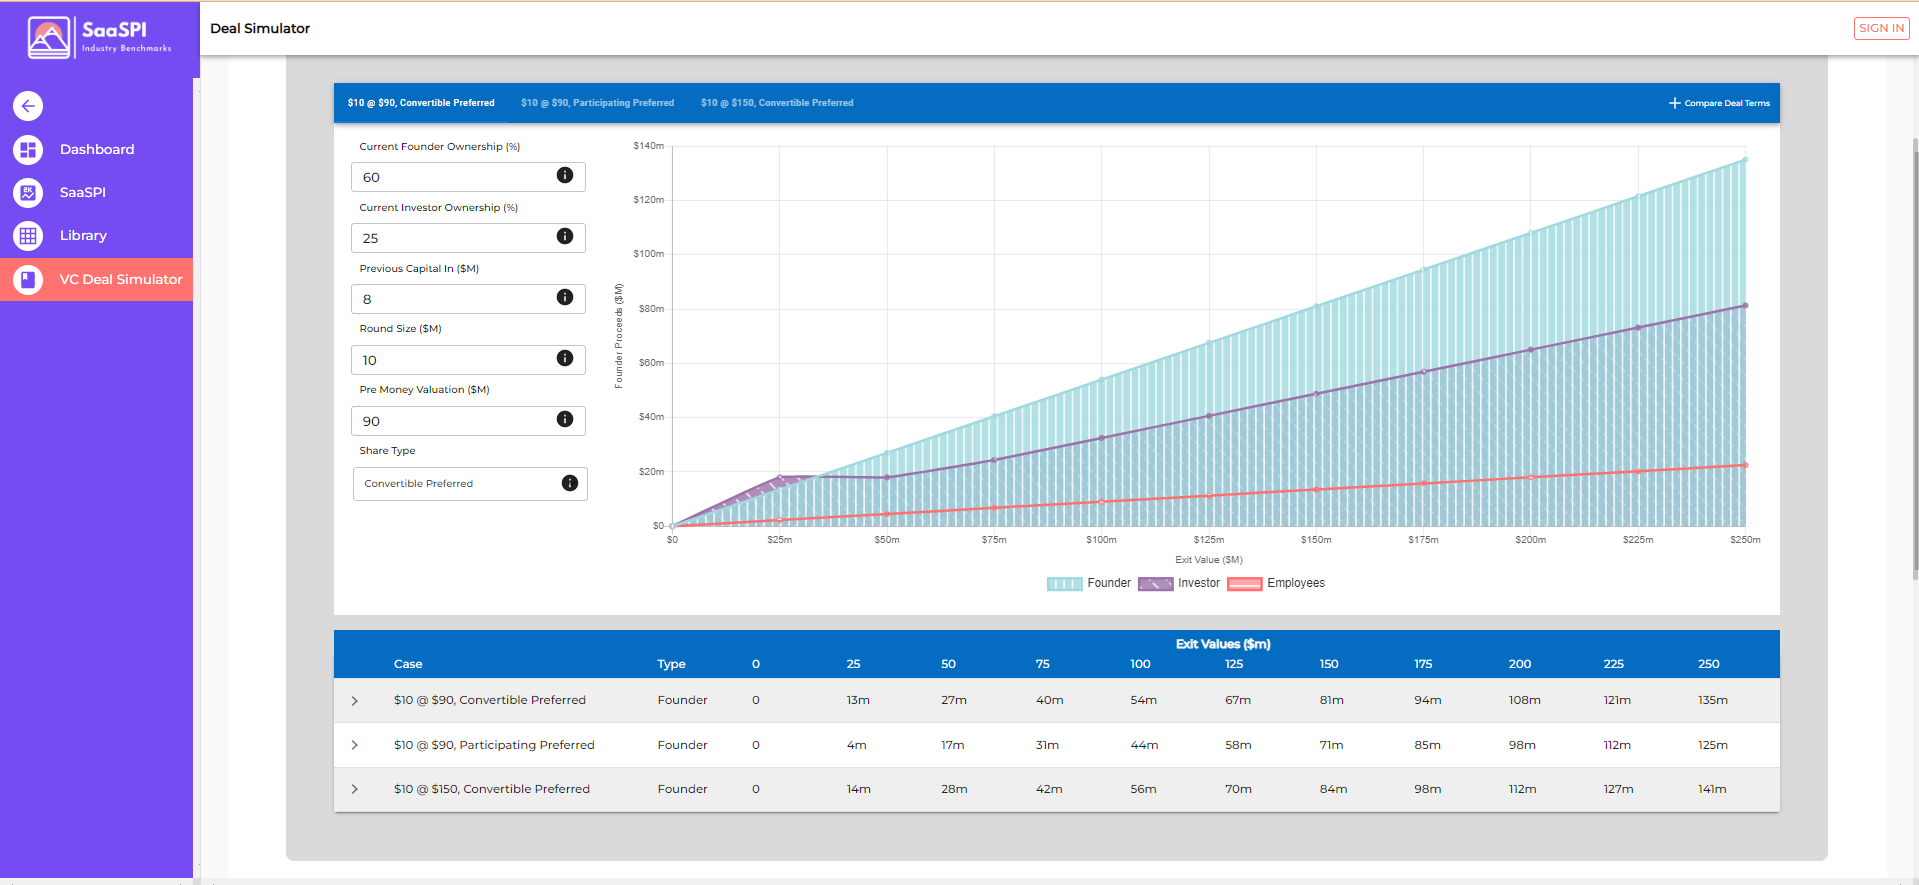 SaaSPI
Industry Benchmarks
Deal Simulator
SIGN IN
Dashboard
SaaSPI
Library
VC Deal Simulator
$10 @ $90, Convertible Preferred
$10 @ $90, Participating Preferred
$10 @ $150, Convertible Preferred
Compare Deal Terms
Current Founder Ownership (%)
60
Current Investor Ownership (%)
25
Previous Capital In ($M)
8
Round Size ($M)
10
Pre Money Valuation ($M)
90
Share Type
Convertible Preferred
Founder Proceeds ($M)
$140m
$120m
$100m
$80m
$60m
$40m
$20m
$0
$0 $25m $50m $75m $100m $125m $150m $175m $200m $225m $250m
Exit Value ($M)
Founder Investor Employees
Exit Values ($m)
Case Type 0 25 50 75 100 125 150 175 200 225 250
$10 @ $90, Convertible Preferred Founder 0 13m 27m 40m 54m 67m 81m 94m 108m 121m 135m
$10 @ $90, Participating Preferred Founder 0 4m 17m 31m 44m 58m 71m 85m 98m 112m 125m
$10 @ $150, Convertible Preferred Founder 0 14m 28m 42m 56m 70m 84m 98m 112m 127m 141m